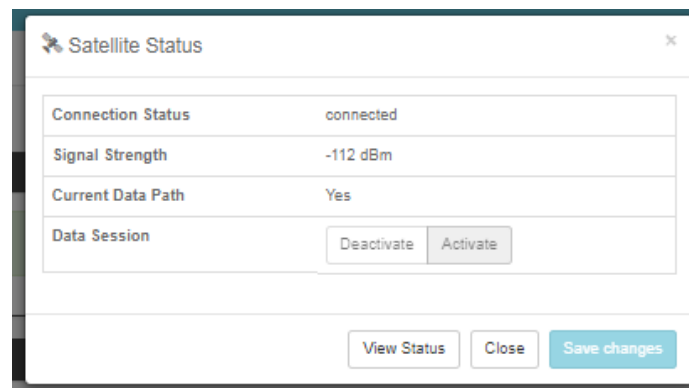 Satellite Status ×
Connection Status connected
Signal Strength -112 dBm
Current Data Path Yes
Data Session Deactivate Activate
View Status Close Save changes